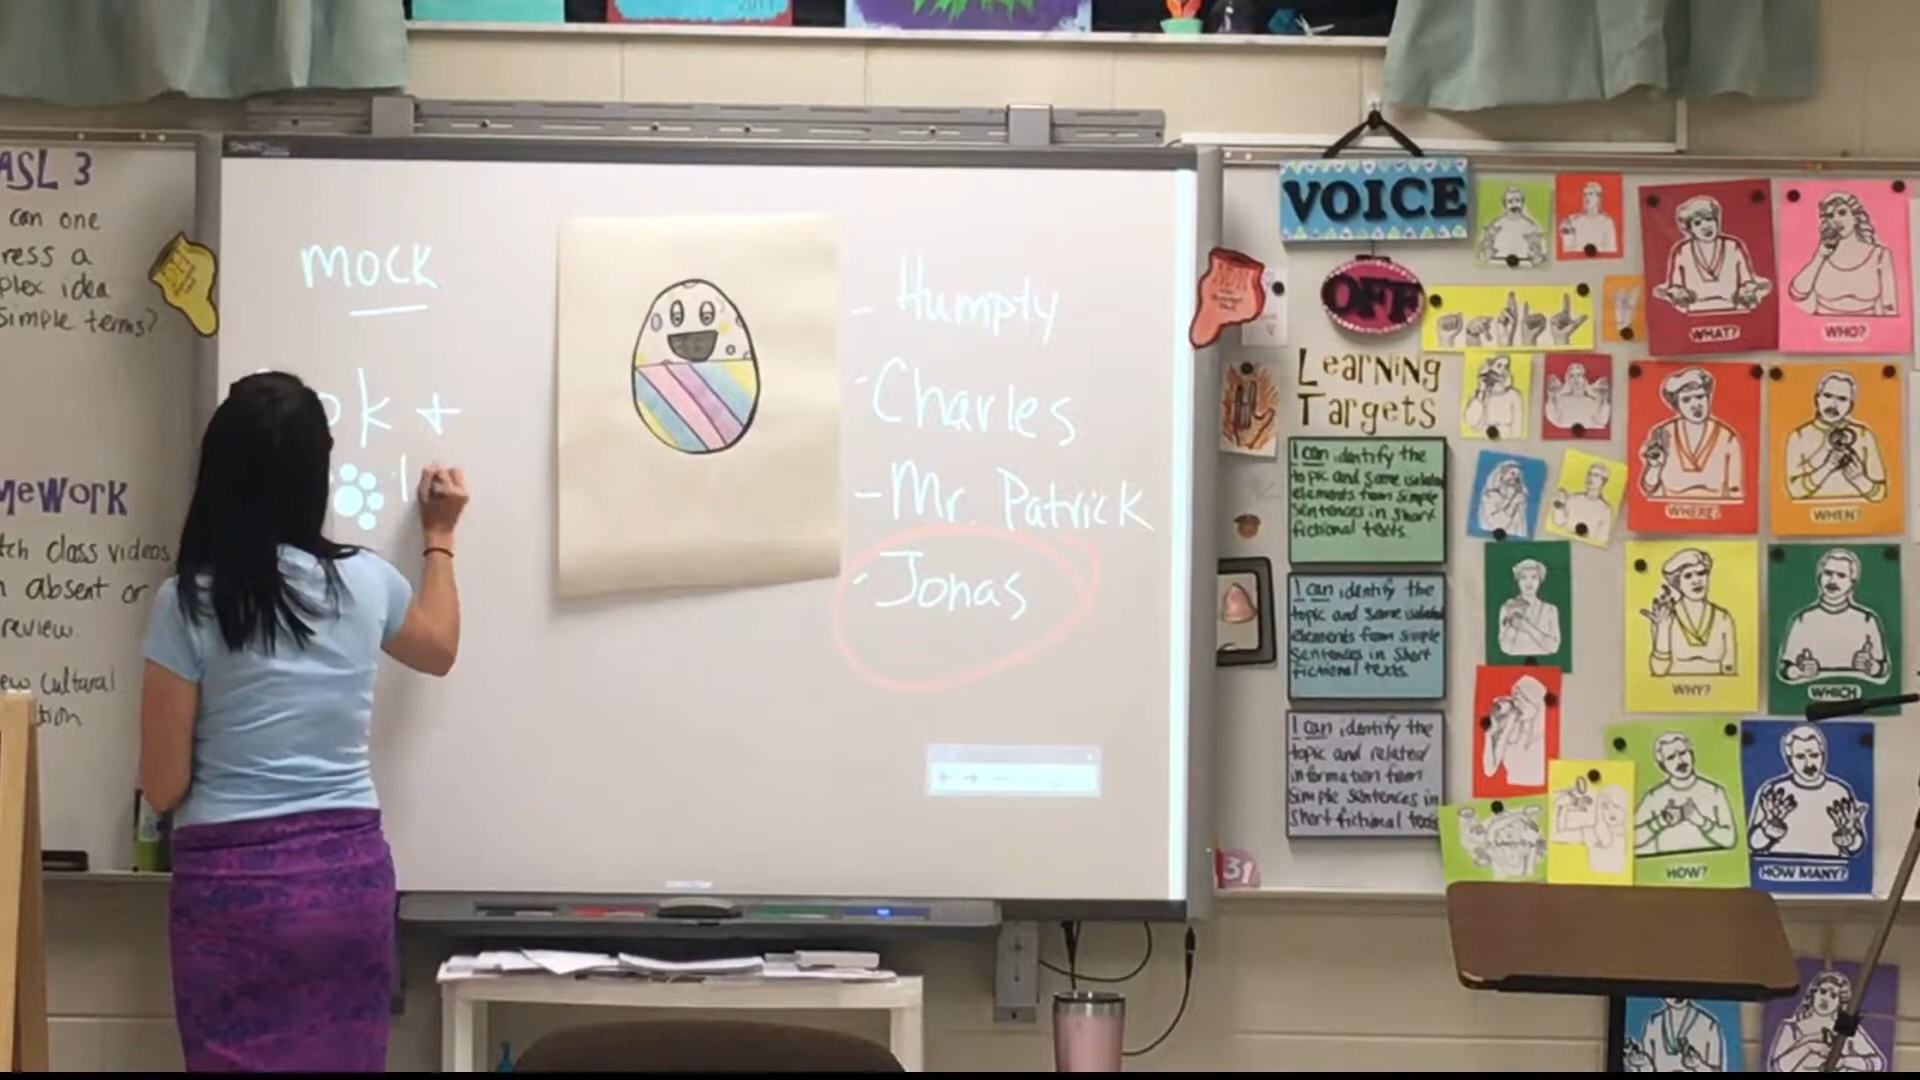 ASL 3
can one
ress a
plex idea
simple terms?
meWork
tch class videos
n absent or
review.
ew Cultural
tion
mock
ok +
- Humpty
- Charles
- Mr. Patrick
- Jonas
VOICE
OFF
Learning
Targets
I can identify the
topic and some isolated
elements from simple
sentences in short
fictional texts.
I can identify the
topic and some isolated
elements from simple
sentences in short
fictional texts.
I can identify the
topic and related
information from
simple sentences in
short fictional texts
31
WHAT?
WHO?
WHERE?
WHEN?
WHY?
WHICH
HOW?
HOW MANY?